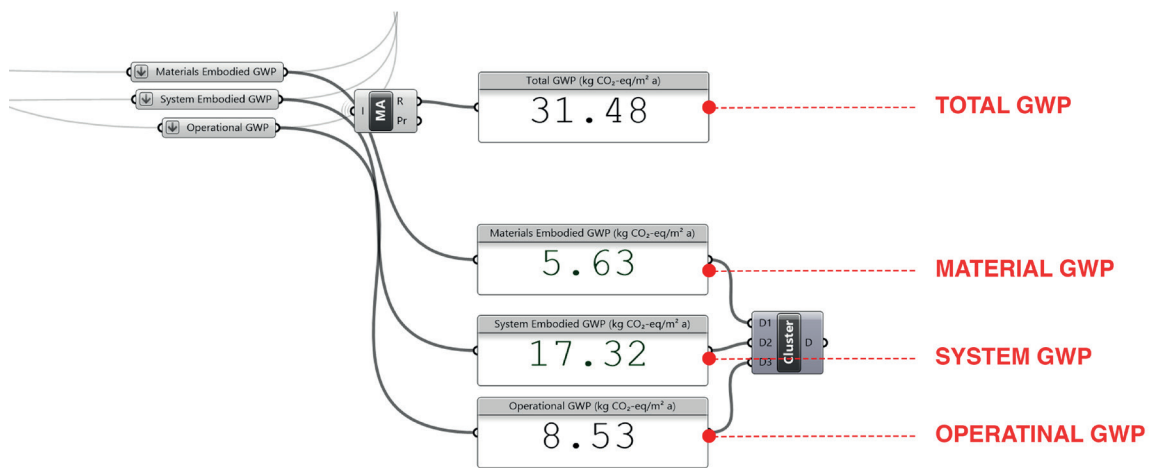 Materials Embodied GWP
System Embodied GWP
Operational GWP
I
MA
R
Pr
Total GWP (kg CO₂-eq/m² a)
31.48
TOTAL GWP
Materials Embodied GWP (kg CO₂-eq/m² a)
5.63
MATERIAL GWP
System Embodied GWP (kg CO₂-eq/m² a)
17.32
SYSTEM GWP
D1
D2
D3
Cluster
D
Operational GWP (kg CO₂-eq/m² a)
8.53
OPERATINAL GWP